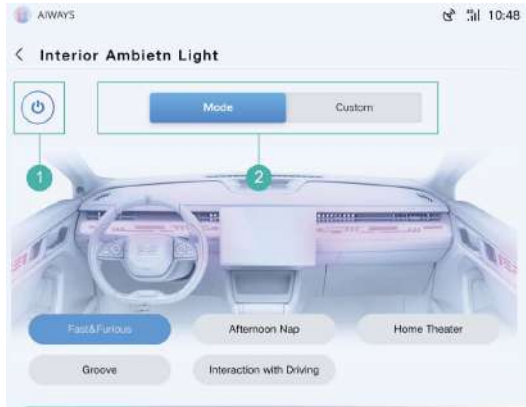 AIWAYS 10:48
Interior Ambietn Light
Mode Custom
1 2
Fast&Furious Afternoon Nap Home Theater
Groove Interaction with Driving